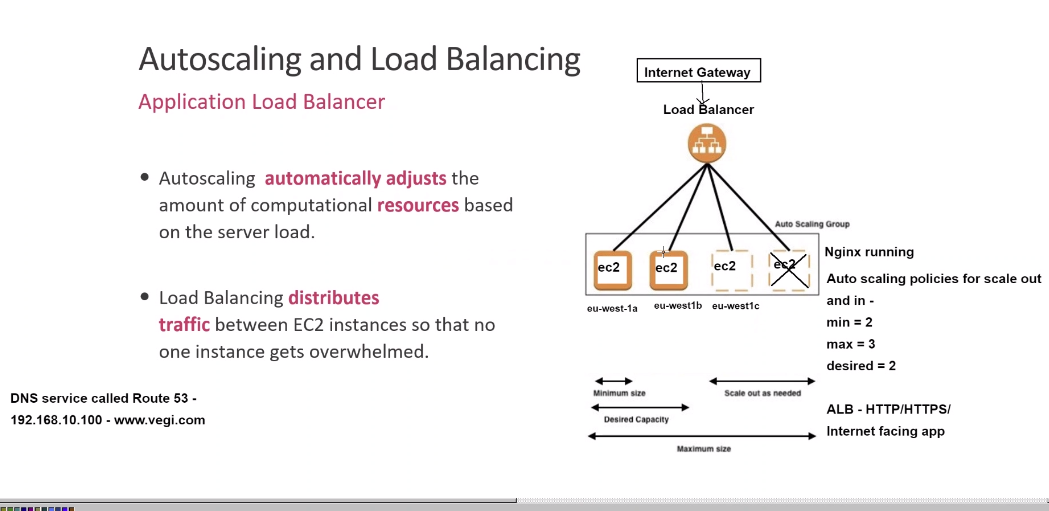 Autoscaling and Load Balancing
Application Load Balancer
• Autoscaling automatically adjusts the
amount of computational resources based
on the server load.
• Load Balancing distributes
traffic between EC2 instances so that no
one instance gets overwhelmed.
DNS service called Route 53 -
192.168.10.100 - www.vegi.com
Internet Gateway
Load Balancer
Auto Scaling Group
ec2
ec2
ec2
ec2
eu-west-1a
eu-west1b
eu-west1c
Nginx running
Auto scaling policies for scale out
and in -
min = 2
max = 3
desired = 2
Minimum size
Scale out as needed
Desired Capacity
Maximum size
ALB - HTTP/HTTPS/
Internet facing app